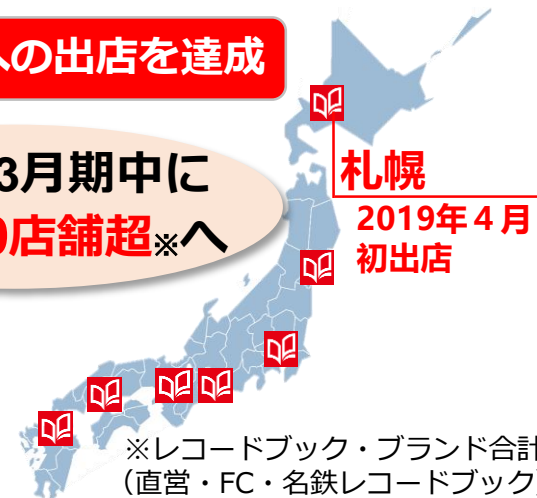 への出店を達成
3月期中に
0店舗超※へ
札幌
2019年４月
初出店
※レコードブック・ブランド合計
（直営・FC・名鉄レコードブック）